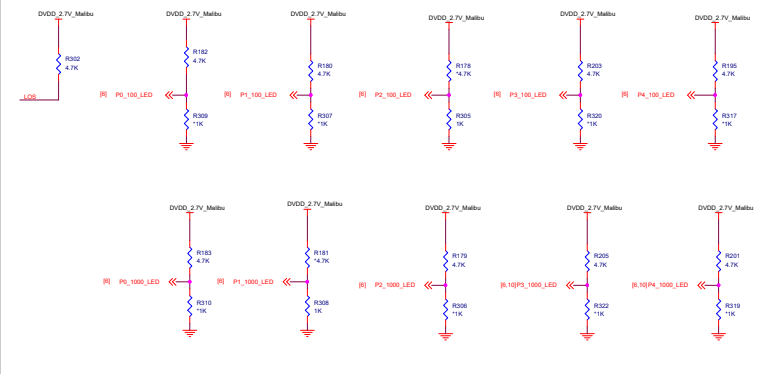 DVDD_2.7V_Malibu DVDD_2.7V_Malibu DVDD_2.7V_Malibu DVDD_2.7V_Malibu DVDD_2.7V_Malibu DVDD_2.7V_Malibu
R302 R182 R180 R178 R203 R195
4.7K 4.7K 4.7K *4.7K 4.7K 4.7K
LOS [6] P0_100_LED [6] P1_100_LED [6] P2_100_LED [6] P3_100_LED [6] P4_100_LED
R309 R307 R305 R320 R317
*1K *1K 1K *1K *1K
DVDD_2.7V_Malibu DVDD_2.7V_Malibu DVDD_2.7V_Malibu DVDD_2.7V_Malibu DVDD_2.7V_Malibu
R183 R181 R179 R205 R201
4.7K *4.7K 4.7K 4.7K 4.7K
[6] P0_1000_LED [6] P1_1000_LED [6] P2_1000_LED [6,10]P3_1000_LED [6,10]P4_1000_LED
R310 R308 R306 R322 R319
*1K 1K *1K *1K *1K